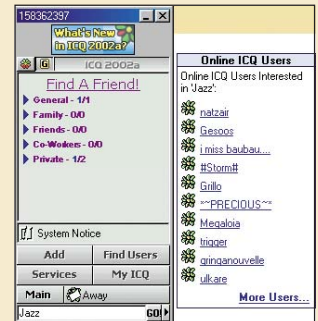 158362397
What's New
in ICQ 2002a?
G
ICQ 2002a
Find A Friend!
General - 1/1
Family - 0/0
Friends - 0/0
Co-Workers - 0/0
Private - 1/2
System Notice
Add
Find Users
Services
My ICQ
Main
Away
Jazz
GO!
Online ICQ Users
Online ICQ Users Interested
in 'Jazz':
natzair
Gesoos
i miss baubau....
#Storm#
Grillo
*~PRECIOUS~*
Megaloia
trigger
gringanouvelle
ulkare
More Users...